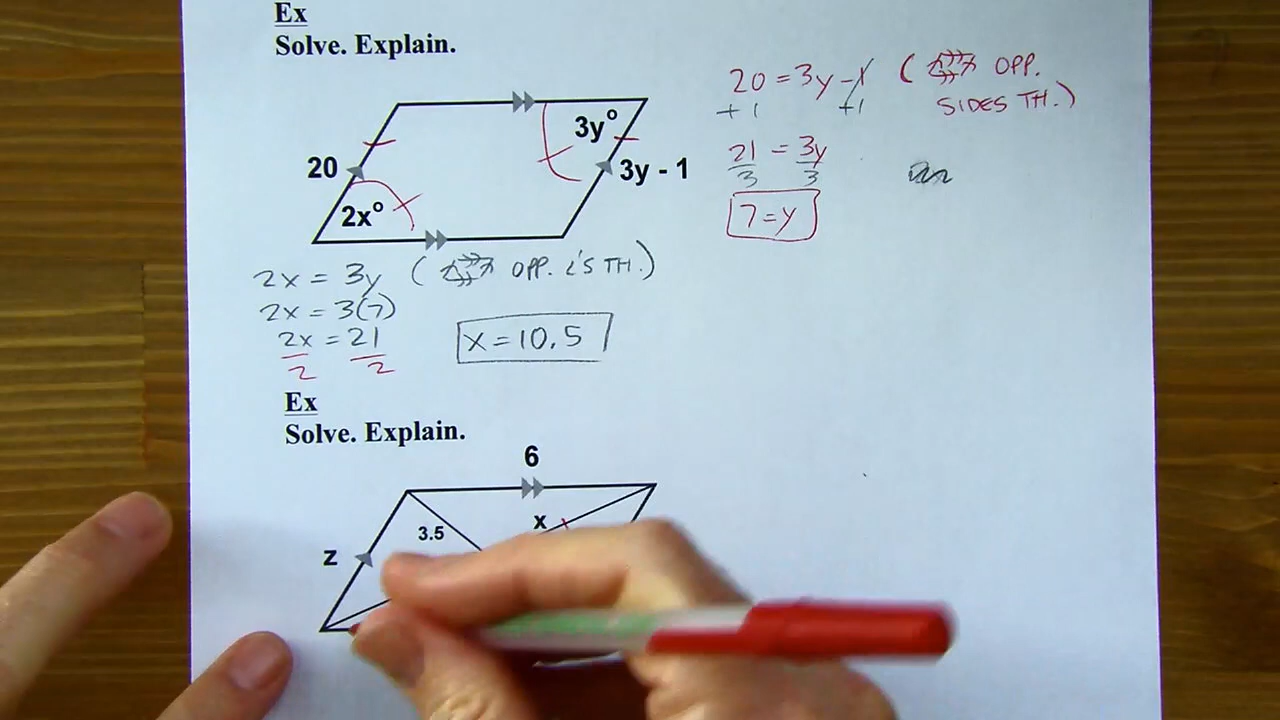 Ex
Solve. Explain.
20
2x°
3y°
3y - 1
20 = 3y - 1 ( OPP.
SIDES TH.)
+ 1 +1
21 = 3y
3 3
7 = y
2x = 3y ( OPP. ∠'S TH.)
2x = 3(7)
2x = 21
2 2
x = 10.5
Ex
Solve. Explain.
6
3.5
x
z